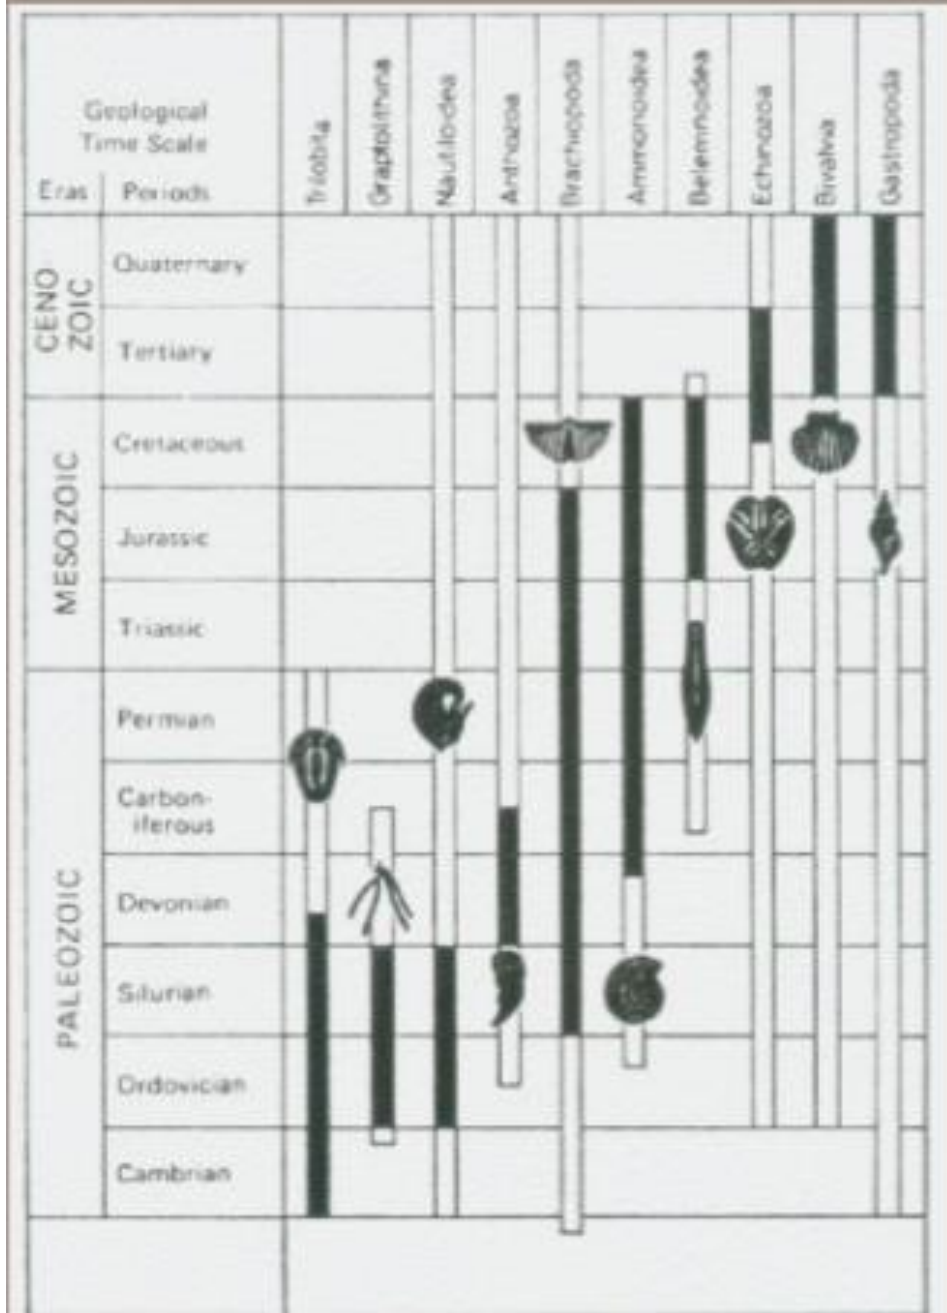 Geological
Time Scale
Eras
Periods
Trilobita
Graptolithina
Nautiloidea
Anthozoa
Brachiopoda
Ammonoidea
Belemnoidea
Echinozoa
Bivalva
Gastropoda
CENO
ZOIC
Quaternary
Tertiary
MESOZOIC
Cretaceous
Jurassic
Triassic
PALEOZOIC
Permian
Carbon-
iferous
Devonian
Silurian
Ordovician
Cambrian